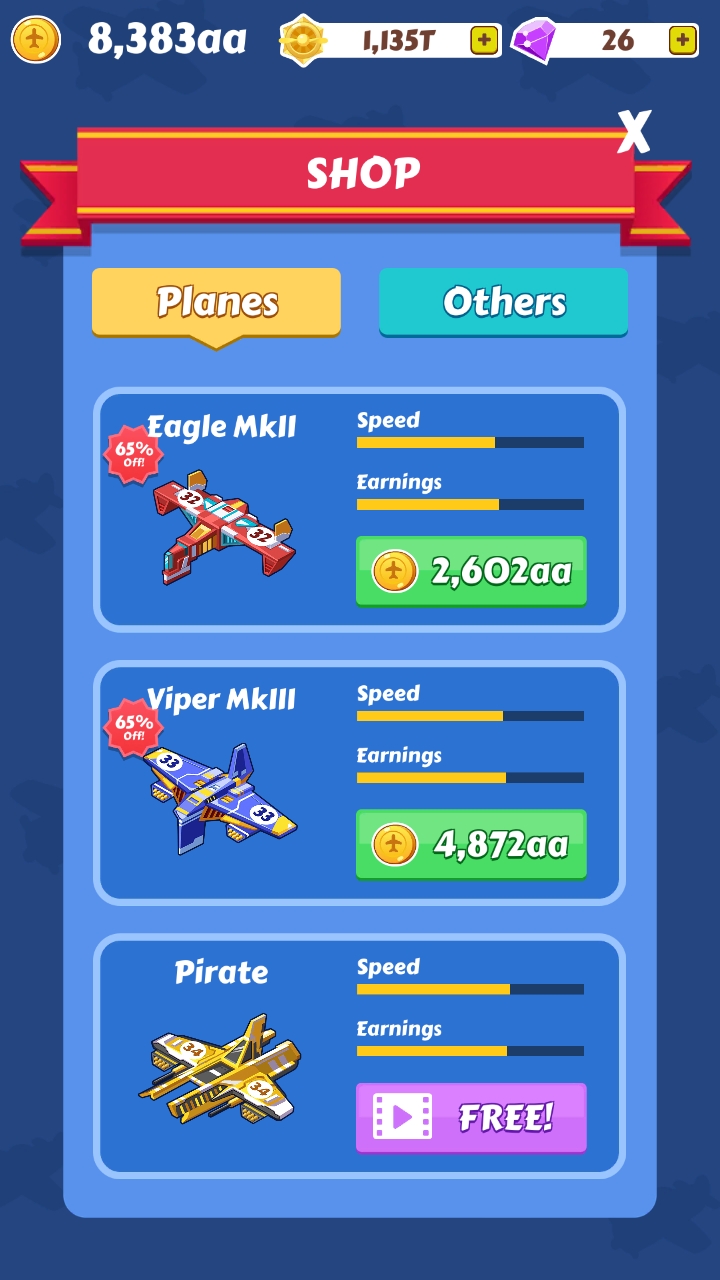 8,383aa
1,135T
26
X
SHOP
Planes
Others
Eagle MkII
65%
Off!
32
32
Speed
Earnings
2,602aa
Viper MkIII
65%
Off!
33
33
Speed
Earnings
4,872aa
Pirate
34
34
Speed
Earnings
FREE!